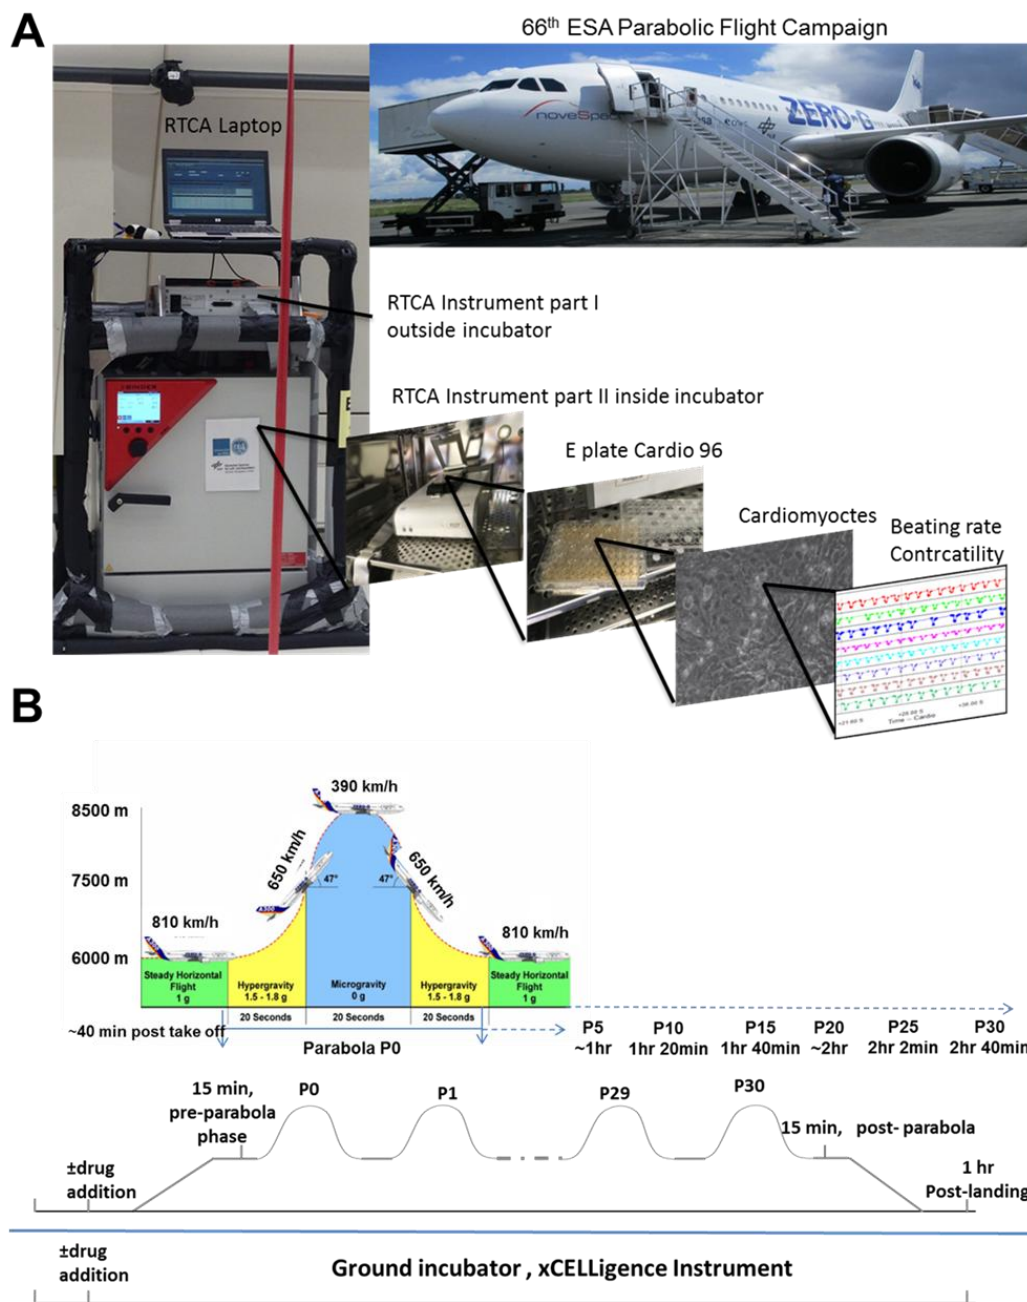 A
66th ESA Parabolic Flight Campaign
RTCA Laptop
noveSpace
ZERO-G
RTCA Instrument part I
outside incubator
BINDER
RTCA Instrument part II inside incubator
E plate Cardio 96
Cardiomyoctes
Beating rate
Contrcatility
Time -- Cardio
B
390 km/h
8500 m
650 km/h
650 km/h
7500 m
47°
47°
810 km/h
810 km/h
6000 m
Steady Horizontal
Flight
1 g
Hypergravity
1.5 - 1.8 g
Microgravity
0 g
Hypergravity
1.5 - 1.8 g
Steady Horizontal
Flight
1 g
20 Seconds
20 Seconds
20 Seconds
~40 min post take off
Parabola P0
P5
~1hr
P10
1hr 20min
P15
1hr 40min
P20
~2hr
P25
2hr 2min
P30
2hr 40min
15 min,
pre-parabola
phase
P0
P1
P29
P30
15 min, post- parabola
±drug
addition
1 hr
Post-landing
±drug
addition
Ground incubator , xCELLigence Instrument